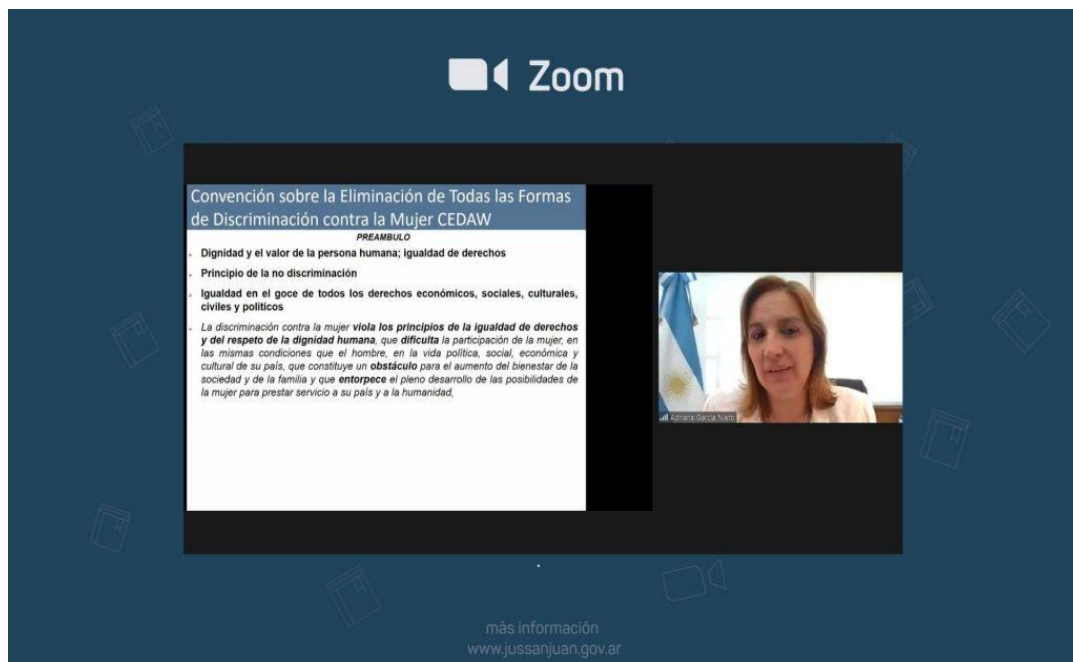 Zoom
Convención sobre la Eliminación de Todas las Formas
de Discriminación contra la Mujer CEDAW
PREAMBULO
Dignidad y el valor de la persona humana; igualdad de derechos
Principio de la no discriminación
Igualdad en el goce de todos los derechos económicos, sociales, culturales,
civiles y políticos
La discriminación contra la mujer viola los principios de la igualdad de derechos
y del respeto de la dignidad humana, que dificulta la participación de la mujer, en
las mismas condiciones que el hombre, en la vida política, social, económica y
cultural de su país, que constituye un obstáculo para el aumento del bienestar de la
sociedad y de la familia y que entorpece el pleno desarrollo de las posibilidades de
la mujer para prestar servicio a su país y a la humanidad,
Adriana García Nieto
más información
www.jussanjuan.gov.ar